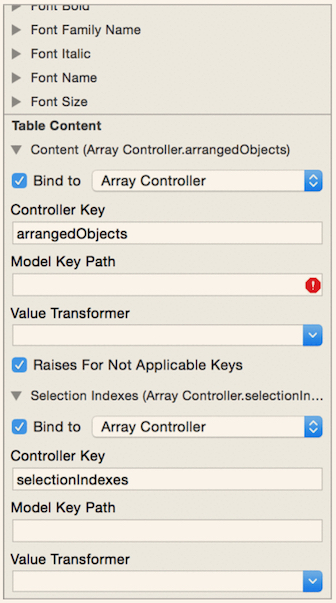 Font Bold
Font Family Name
Font Italic
Font Name
Font Size
Table Content
Content (Array Controller.arrangedObjects)
Bind to Array Controller
Controller Key
arrangedObjects
Model Key Path
Value Transformer
Raises For Not Applicable Keys
Selection Indexes (Array Controller.selectionIn...
Bind to Array Controller
Controller Key
selectionIndexes
Model Key Path
Value Transformer